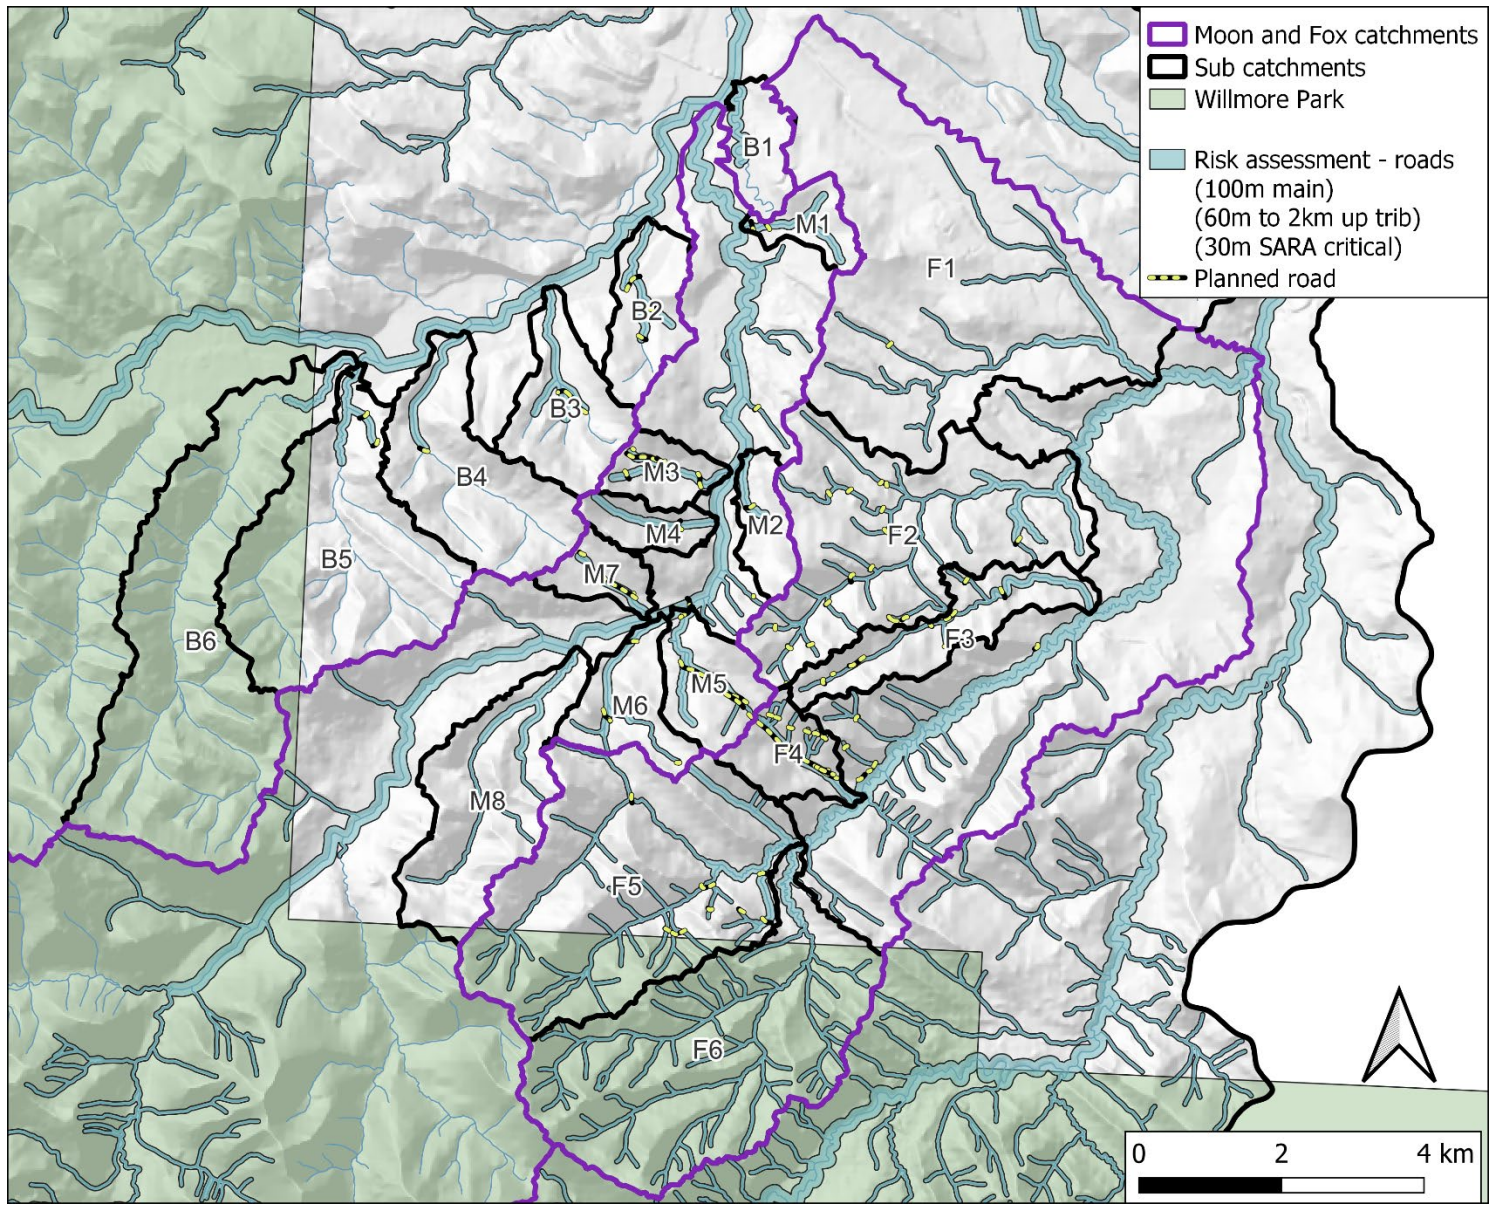 Moon and Fox catchments
Sub catchments
Willmore Park
Risk assessment - roads
(100m main)
(60m to 2km up trib)
(30m SARA critical)
Planned road
B1
M1
F1
B2
B3
M3
B4
M2
M4
F2
B5
M7
B6
F3
M5
M6
F4
M8
F5
F6
0 2 4 km